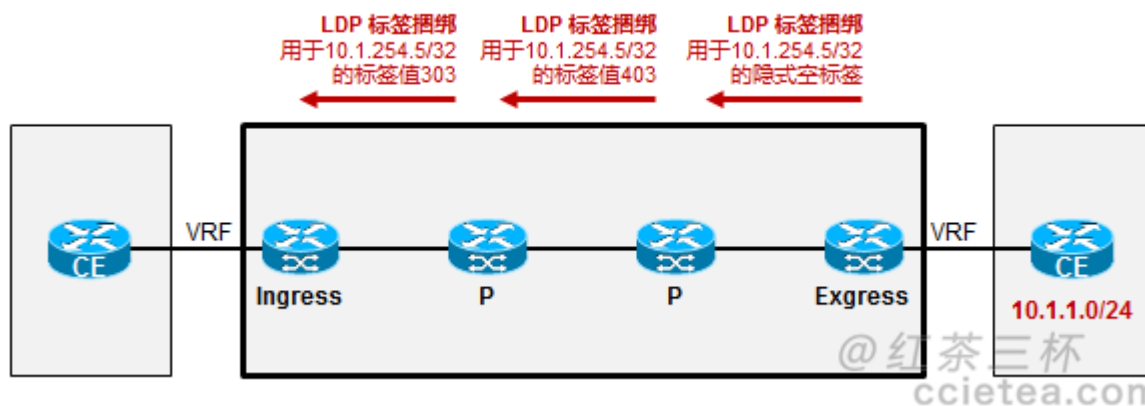 LDP 标签捆绑
用于10.1.254.5/32
的标签值303
LDP 标签捆绑
用于10.1.254.5/32
的标签值403
LDP 标签捆绑
用于10.1.254.5/32
的隐式空标签
CE
VRF
Ingress
P
P
Exgress
VRF
CE
10.1.1.0/24
@红茶三杯
ccietea.com